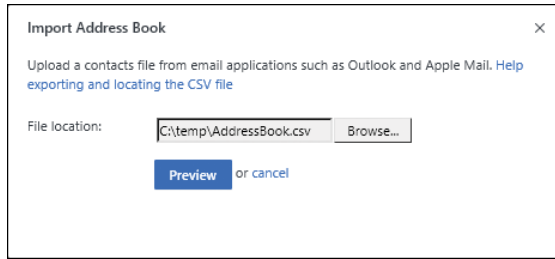 Import Address Book
Upload a contacts file from email applications such as Outlook and Apple Mail. Help
exporting and locating the CSV file
File location: C:\temp\AddressBook.csv Browse...
Preview or cancel